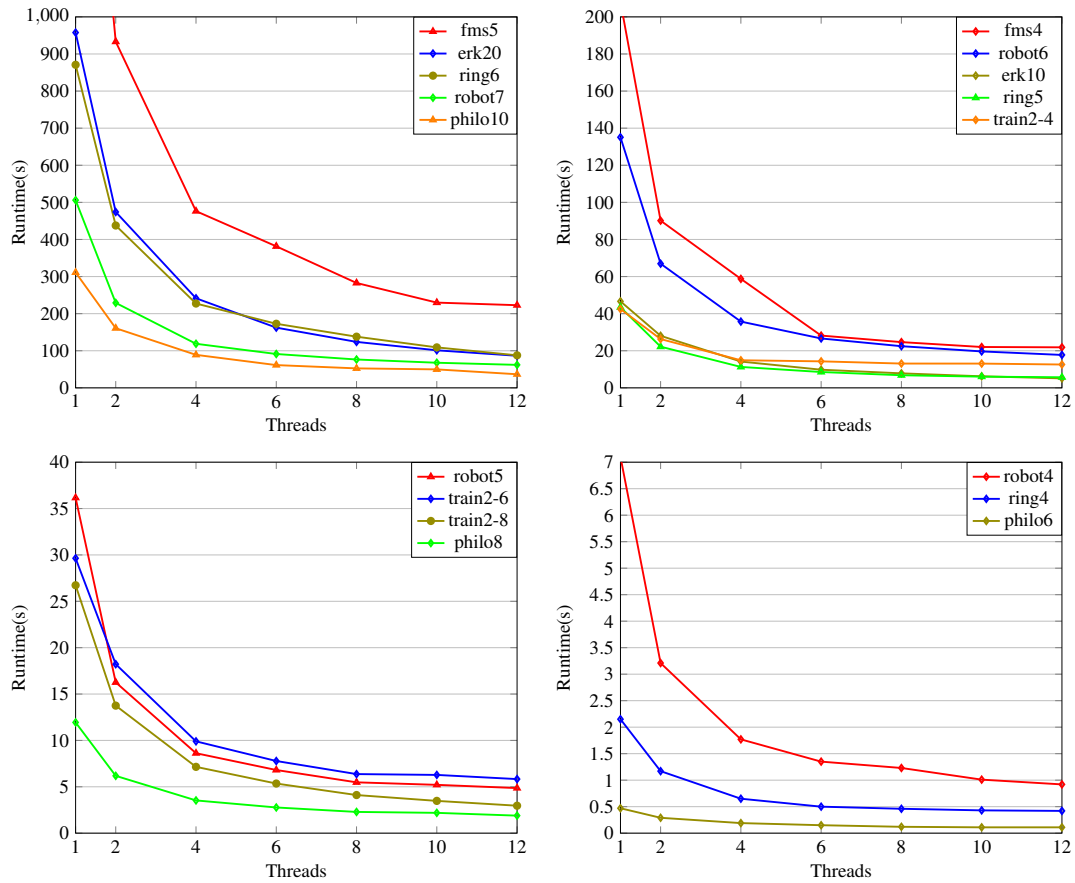 1,000
900
800
700
600
500
400
300
200
100
0
1 2 4 6 8 10 12
Threads
Runtime(s)
fms5
erk20
ring6
robot7
philo10
200
180
160
140
120
100
80
60
40
20
0
1 2 4 6 8 10 12
Threads
Runtime(s)
fms4
robot6
erk10
ring5
train2-4
40
35
30
25
20
15
10
5
0
1 2 4 6 8 10 12
Threads
Runtime(s)
robot5
train2-6
train2-8
philo8
7
6.5
6
5.5
5
4.5
4
3.5
3
2.5
2
1.5
1
0.5
0
1 2 4 6 8 10 12
Threads
Runtime(s)
robot4
ring4
philo6